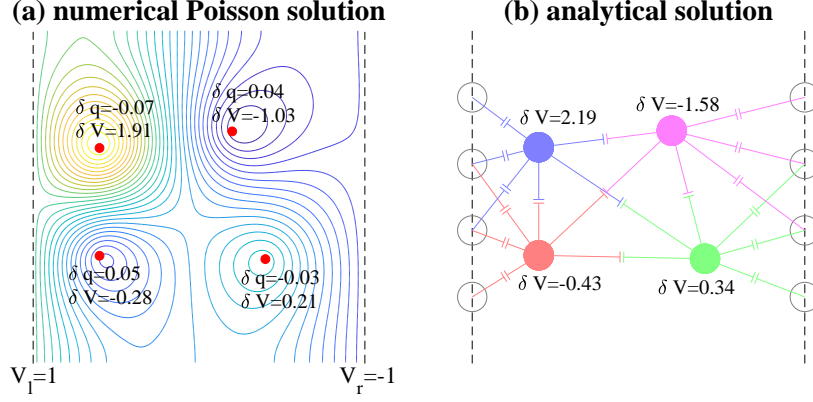 (a) numerical Poisson solution
(b) analytical solution
δ q=-0.07
δ V=1.91
δ q=0.04
δ V=-1.03
δ q=0.05
δ V=-0.28
δ q=-0.03
δ V=0.21
V_l=1
V_r=-1
δ V=2.19
δ V=-1.58
δ V=-0.43
δ V=0.34